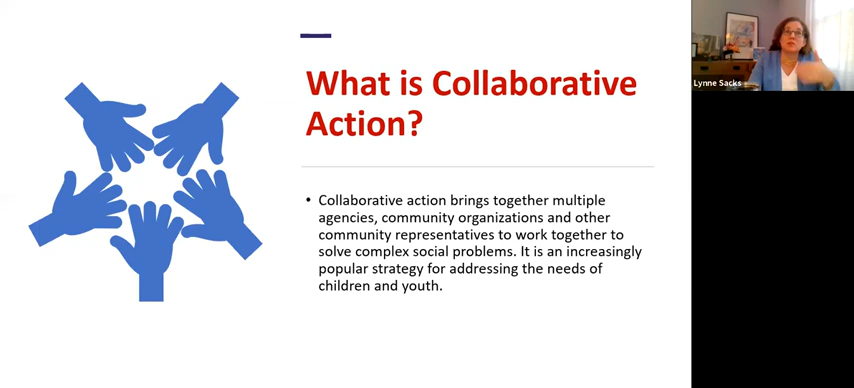 What is Collaborative
Action?
• Collaborative action brings together multiple
agencies, community organizations and other
community representatives to work together to
solve complex social problems. It is an increasingly
popular strategy for addressing the needs of
children and youth.
Lynne Sacks